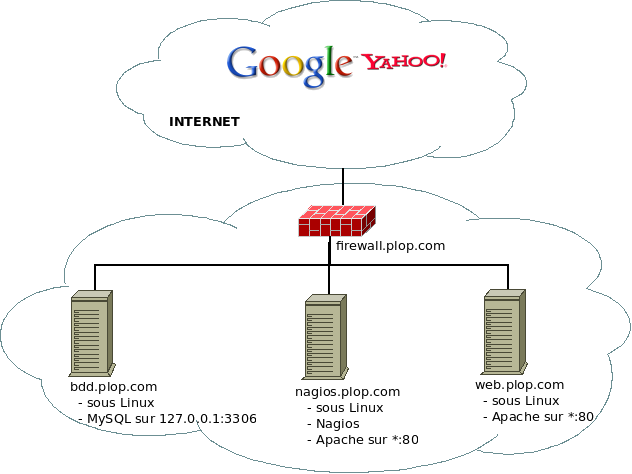 Google™ YAHOO!
INTERNET
firewall.plop.com
bdd.plop.com
- sous Linux
- MySQL sur 127.0.0.1:3306
nagios.plop.com
- sous Linux
- Nagios
- Apache sur *:80
web.plop.com
- sous Linux
- Apache sur *:80